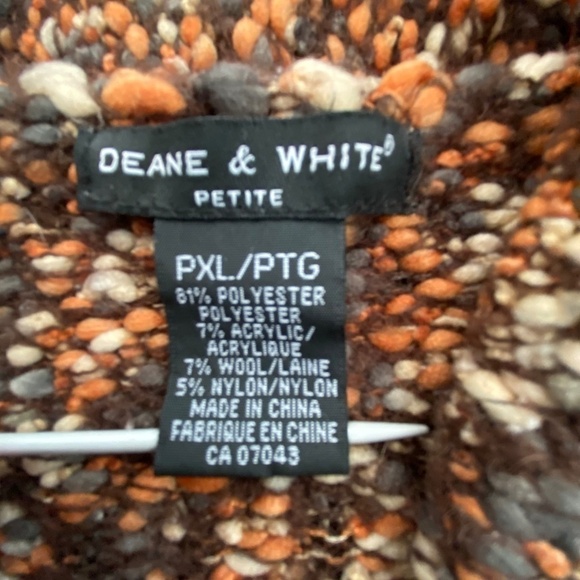 DEANE & WHITE®
PETITE
PXL/PTG
81% POLYESTER
POLYESTER
7% ACRYLIC/
ACRYLIQUE
7% WOOL/LAINE
5% NYLON/NYLON
MADE IN CHINA
FABRIQUE EN CHINE
CA 07043